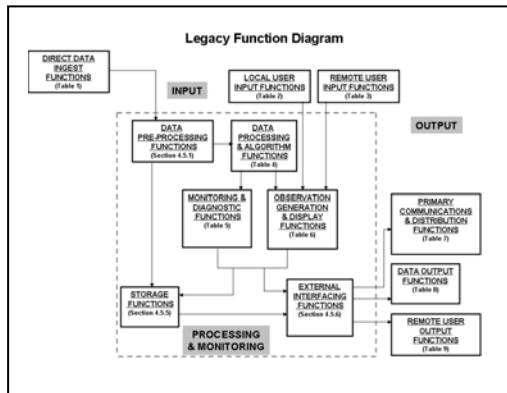 Legacy Function Diagram
DIRECT DATA
INGEST
FUNCTIONS
(Table 1)
INPUT
LOCAL USER
INPUT FUNCTIONS
(Table 2)
REMOTE USER
INPUT FUNCTIONS
(Table 3)
OUTPUT
DATA
PRE-PROCESSING
FUNCTIONS
(Section 4.5.1)
DATA
PROCESSING
& ALGORITHM
FUNCTIONS
(Table 4)
MONITORING &
DIAGNOSTIC
FUNCTIONS
(Table 5)
OBSERVATION
GENERATION
& DISPLAY
FUNCTIONS
(Table 6)
PRIMARY
COMMUNICATIONS
& DISTRIBUTION
FUNCTIONS
(Table 7)
DATA OUTPUT
FUNCTIONS
(Table 8)
STORAGE
FUNCTIONS
(Section 4.5.5)
EXTERNAL
INTERFACING
FUNCTIONS
(Section 4.5.6)
REMOTE USER
OUTPUT
FUNCTIONS
(Table 9)
PROCESSING
& MONITORING